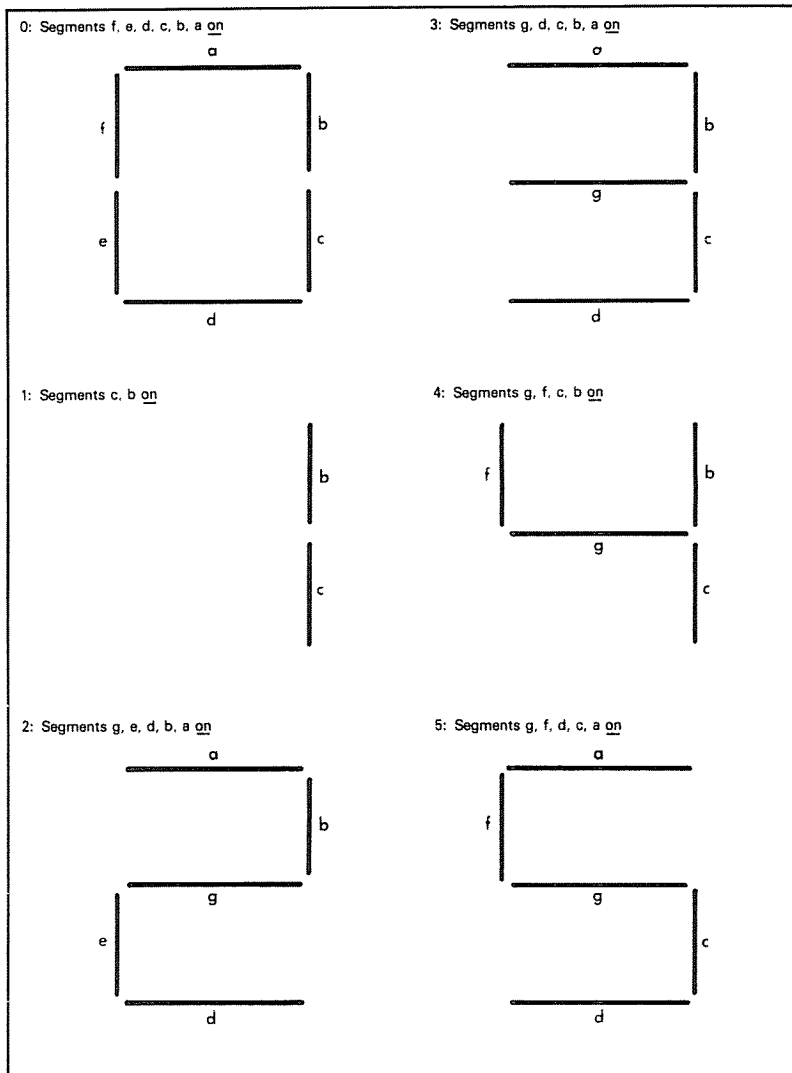 0: Segments f, e, d, c, b, a on
a
f
b
e
c
d
3: Segments g, d, c, b, a on
a
b
g
c
d
1: Segments c, b on
b
c
4: Segments g, f, c, b on
f
b
g
c
2: Segments g, e, d, b, a on
a
b
g
e
d
5: Segments g, f, d, c, a on
a
f
g
c
d